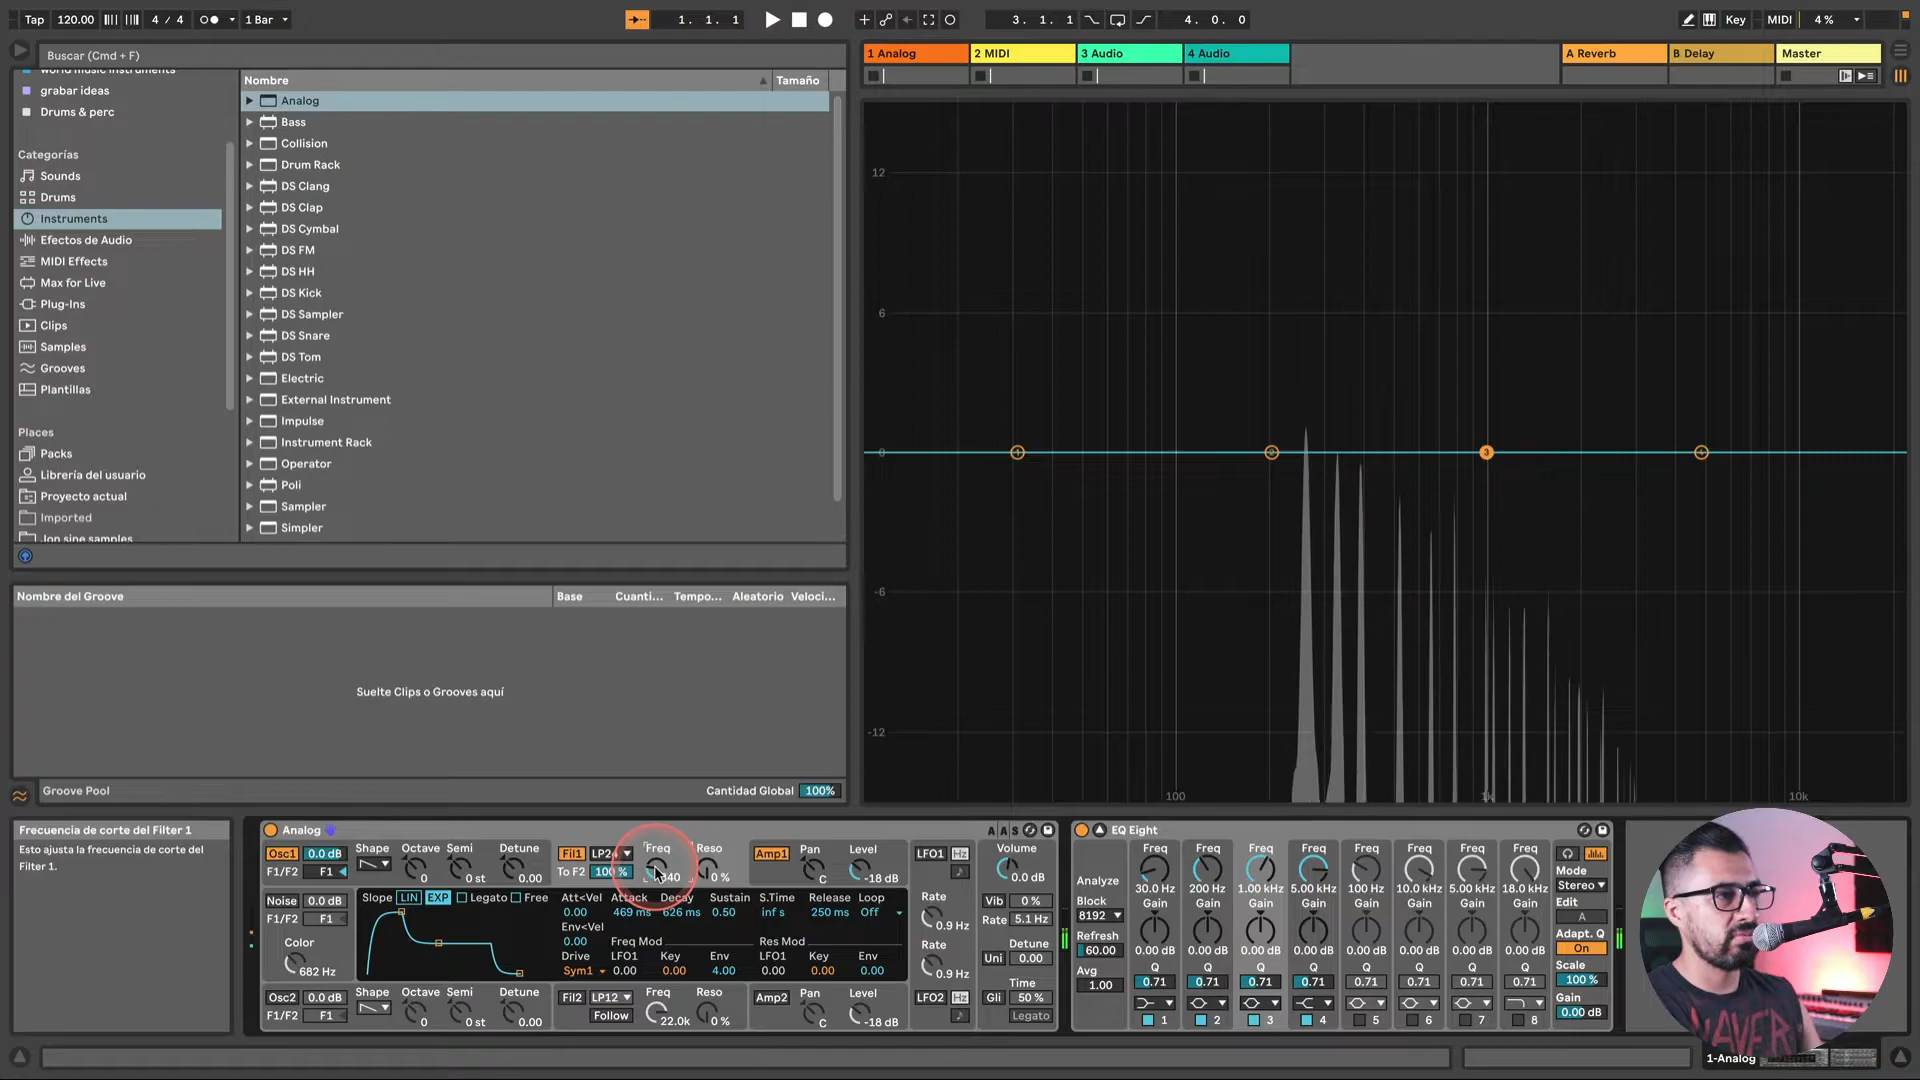 Tap 120.00 4 / 4 1 Bar 1. 1. 1 3. 1. 1 4. 0. 0 Key MIDI 4 %
Buscar (Cmd + F)
world music instruments
grabar ideas
Drums & perc
Categorías
Sounds
Drums
Instruments
Efectos de Audio
MIDI Effects
Max for Live
Plug-Ins
Clips
Samples
Grooves
Plantillas
Places
Packs
Librería del usuario
Proyecto actual
Imported
Jon sine samples
Nombre Tamaño
Analog
Bass
Collision
Drum Rack
DS Clang
DS Clap
DS Cymbal
DS FM
DS HH
DS Kick
DS Sampler
DS Snare
DS Tom
Electric
External Instrument
Impulse
Instrument Rack
Operator
Poli
Sampler
Simpler
1 Analog 2 MIDI 3 Audio 4 Audio A Reverb B Delay Master
12
6
0
-6
-12
1 2 3 4
100 1k 10k
Nombre del Groove Base Cuanti... Tempo... Aleatorio Veloci...
Suelte Clips o Grooves aquí
Groove Pool Cantidad Global 100%
Frecuencia de corte del Filter 1
Esto ajusta la frecuencia de corte del
Filter 1.
Analog AAS
Osc1 0.0 dB Shape Octave Semi Detune Fil1 Freq Reso Amp1 Pan Level LFO1 Hz Volume
F1/F2 F1 0 0 st 0.00 To F2 100 % 0 % C -18 dB 0.0 dB
Noise 0.0 dB Slope LIN EXP Legato Free Att<Vel Attack Decay Sustain S.Time Release Loop Rate Vib 0 %
F1/F2 F1 0.00 469 ms 626 ms 0.50 inf s 250 ms Off 0.9 Hz Rate 5.1 Hz
Color Env<Vel
682 Hz 0.00 Freq Mod Res Mod Rate Detune
Drive LFO1 Key Env LFO1 Key Env Uni 0.00
Sym1 0.00 0.00 4.00 0.00 0.00 0.00 0.9 Hz
Osc2 0.0 dB Shape Octave Semi Detune Fil2 LP12 Freq Reso Amp2 Pan Level LFO2 Hz Time
F1/F2 F1 0 0 st 0.00 Follow 22.0k 0 % C -18 dB Gli 50 %
Legato
EQ Eight
Analyze
Block
8192
Refresh
60.00
Avg
1.00
Freq Freq Freq Freq Freq Freq Freq Freq
30.0 Hz 200 Hz 1.00 kHz 5.00 kHz 100 Hz 10.0 kHz 5.00 kHz 18.0 kHz
Gain Gain Gain Gain Gain Gain Gain Gain
0.00 dB 0.00 dB 0.00 dB 0.00 dB 0.00 dB 0.00 dB 0.00 dB 0.00 dB
Q Q Q Q Q Q Q Q
0.71 0.71 0.71 0.71 0.71 0.71 0.71 0.71
1 2 3 4 5 6 7 8
Mode
Stereo
Edit
A
Adapt. Q
On
Scale
100 %
Gain
0.00 dB
1-Analog